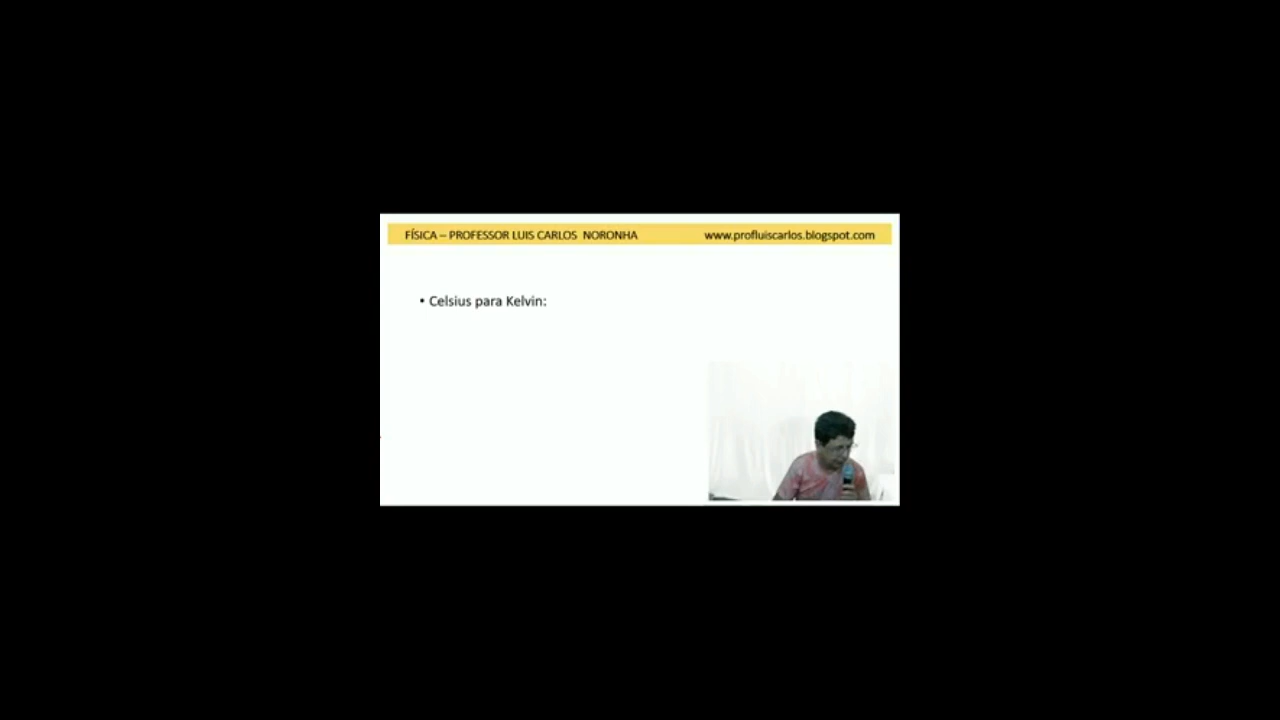 FÍSICA – PROFESSOR LUIS CARLOS NORONHA www.profluiscarlos.blogspot.com
• Celsius para Kelvin: